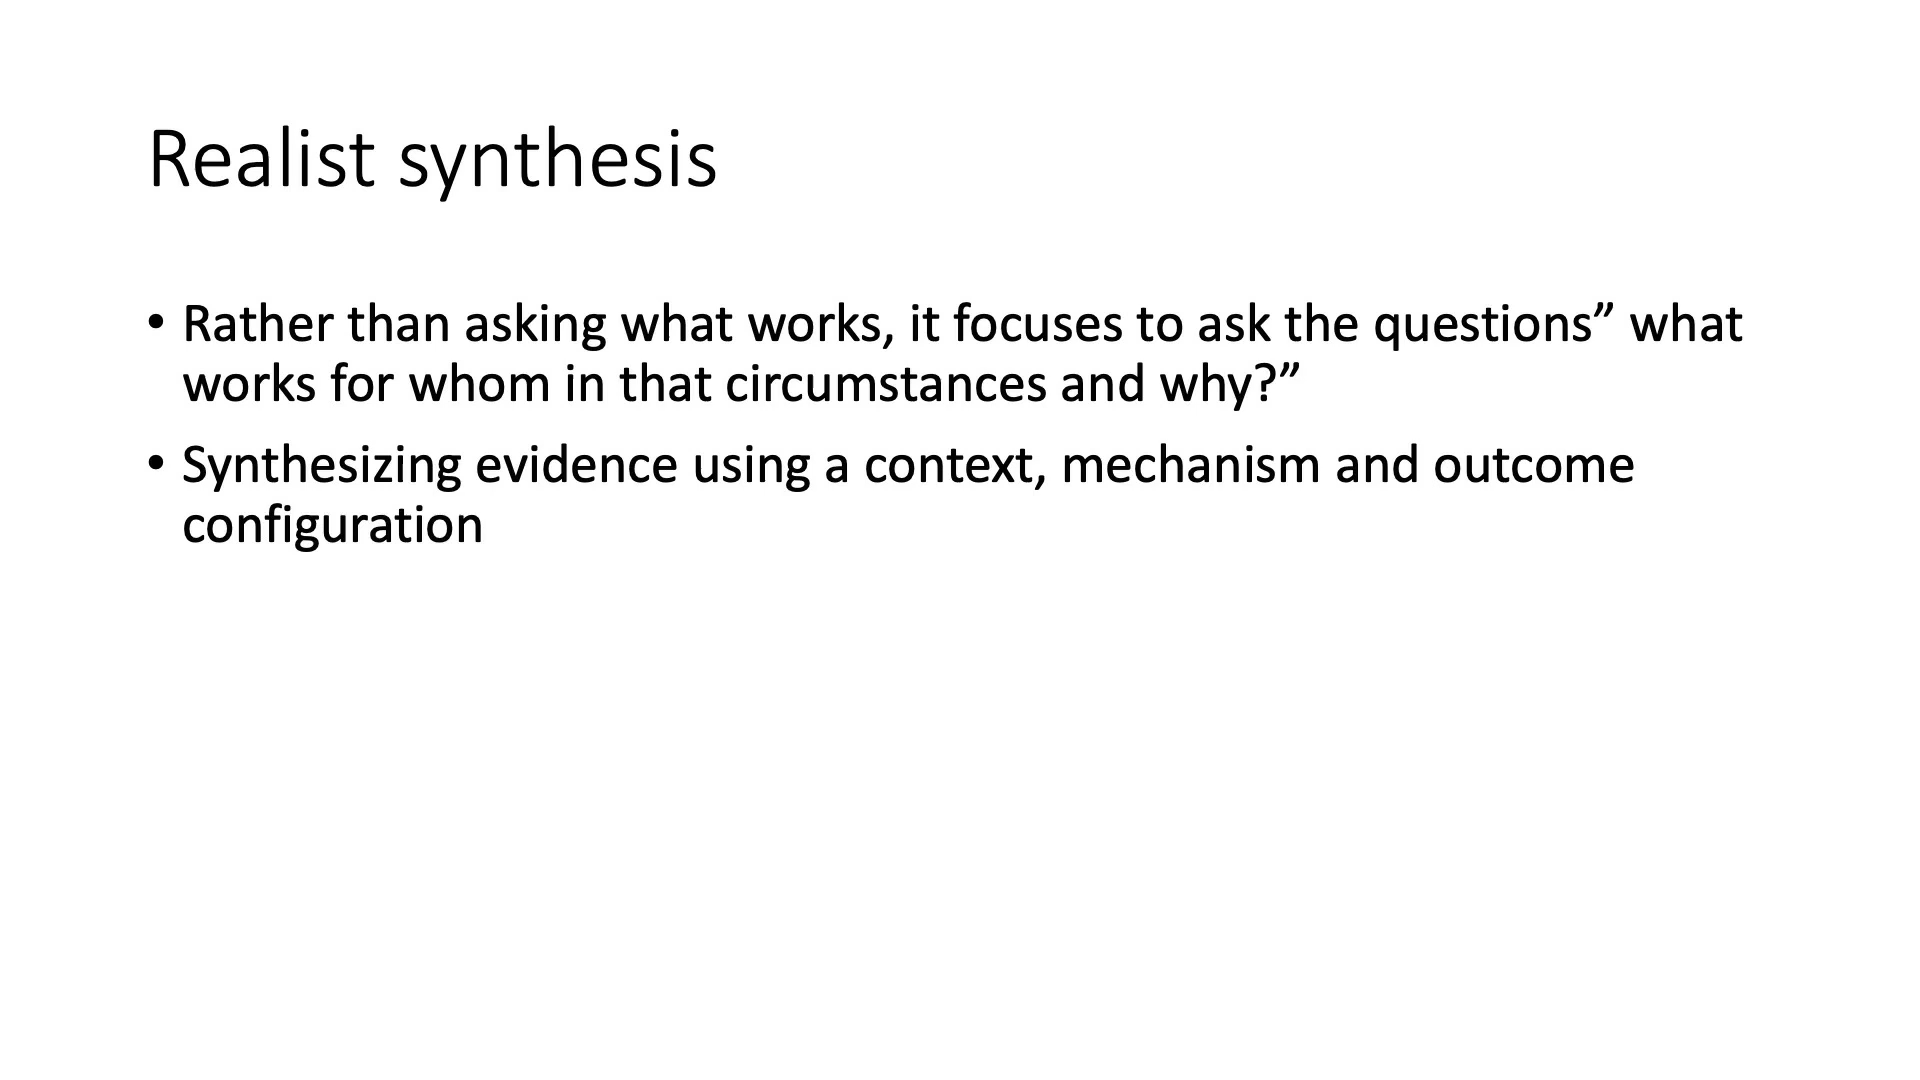 Realist synthesis
• Rather than asking what works, it focuses to ask the questions” what
works for whom in that circumstances and why?”
• Synthesizing evidence using a context, mechanism and outcome
configuration